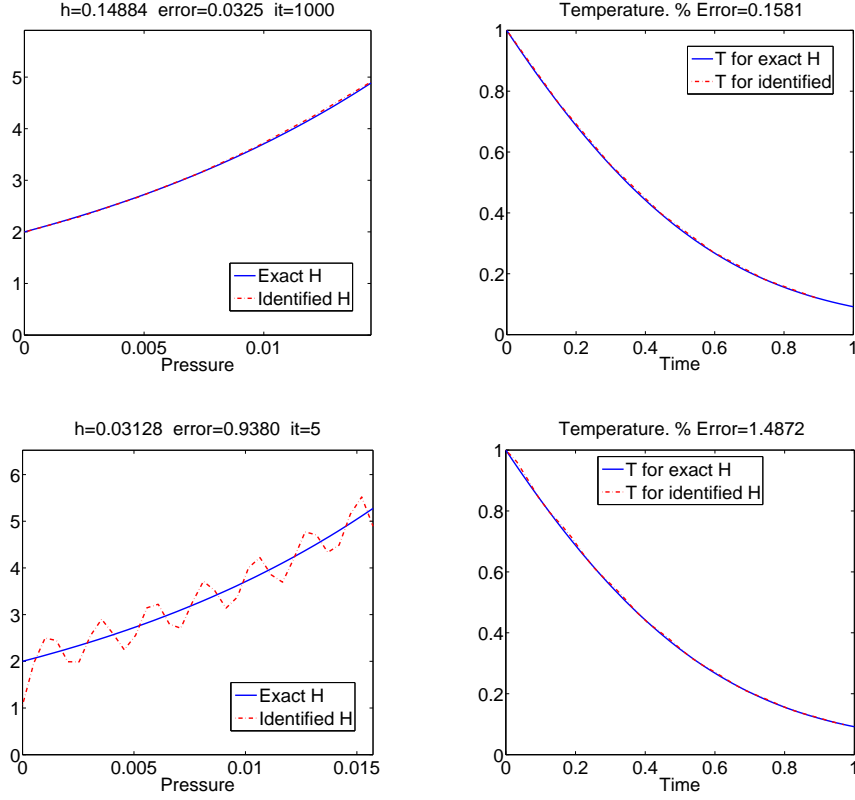 h=0.14884 error=0.0325 it=1000
5
4
3
2
1
0
0
0.005
0.01
Pressure
Exact H
Identified H
Temperature. % Error=0.1581
1
0.8
0.6
0.4
0.2
0
0
0.2
0.4
0.6
0.8
1
Time
T for exact H
T for identified
h=0.03128 error=0.9380 it=5
6
5
4
3
2
1
0
0
0.005
0.01
0.015
Pressure
Exact H
Identified H
Temperature. % Error=1.4872
1
0.8
0.6
0.4
0.2
0
0
0.2
0.4
0.6
0.8
1
Time
T for exact H
T for identified H